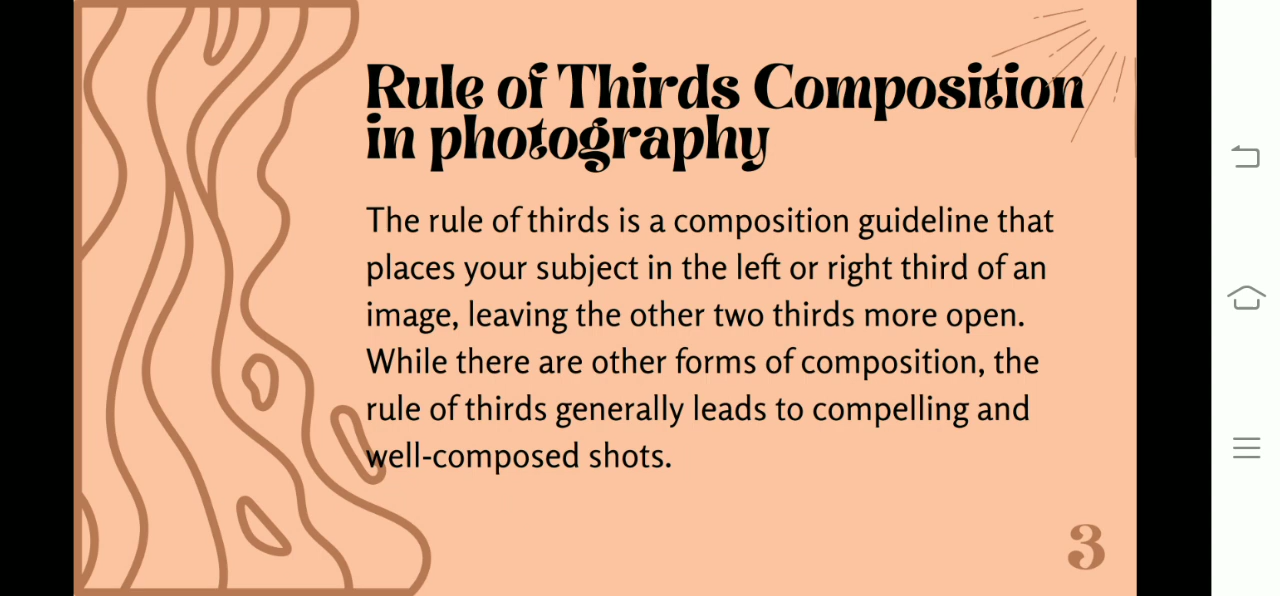 Rule of Thirds Composition
in photography
The rule of thirds is a composition guideline that
places your subject in the left or right third of an
image, leaving the other two thirds more open.
While there are other forms of composition, the
rule of thirds generally leads to compelling and
well-composed shots.
3